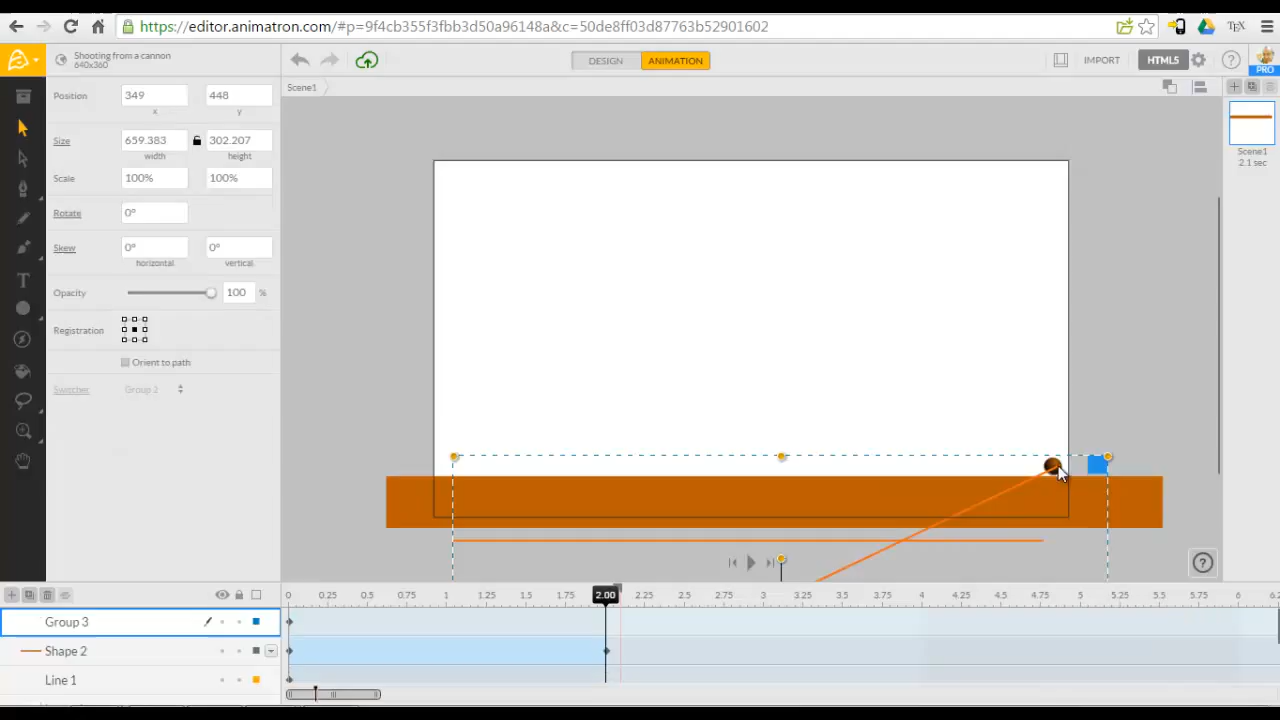 https://editor.animatron.com/#p=9f4cb355f3fbb3d50a96148a&c=50de8ff03d87763b52901602
TEX
Shooting from a cannon
640x360
DESIGN
ANIMATION
IMPORT
HTML5
?
PRO
Scene1
Position
349
448
x
y
Size
659.383
302.207
width
height
Scale
100%
100%
Rotate
0°
Skew
0°
0°
horizontal
vertical
Opacity
100
%
Registration
Orient to path
Switcher
Group 2
T
Scene1
2.1 sec
?
0 0.25 0.5 0.75 1 1.25 1.5 1.75 2.00 2.25 2.5 2.75 3 3.25 3.5 3.75 4 4.25 4.5 4.75 5 5.25 5.5 5.75 6 6.2
Group 3
Shape 2
Line 1